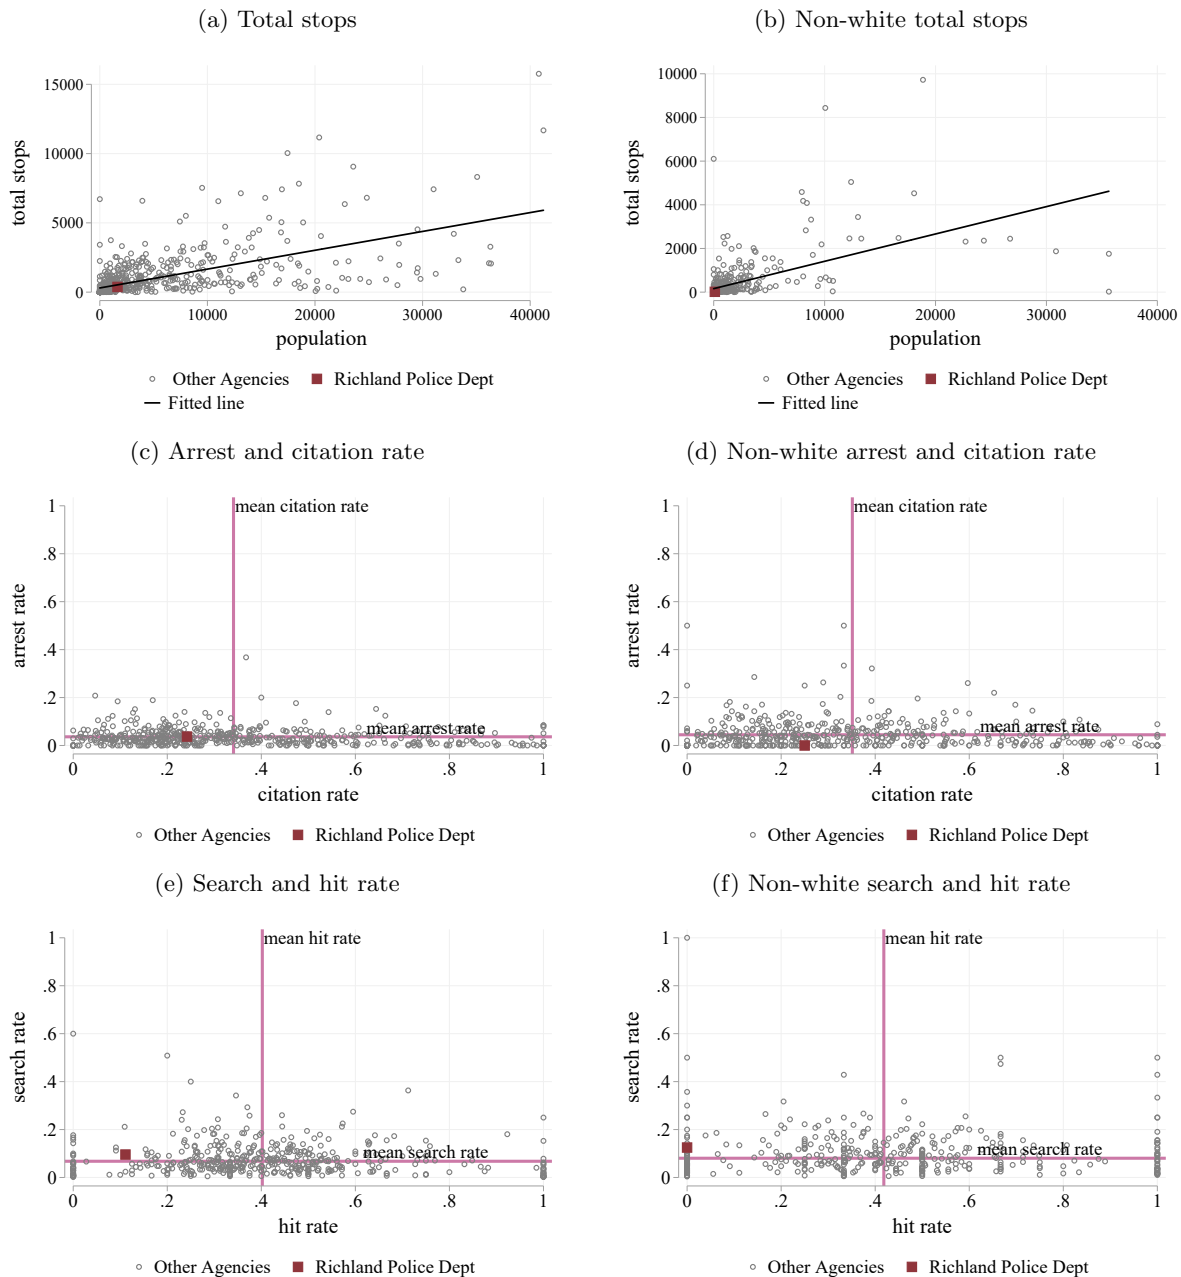 (a) Total stops
(b) Non-white total stops
total stops
15000
10000
5000
0
0 10000 20000 30000 40000
population
Other Agencies Richland Police Dept
Fitted line
total stops
10000
8000
6000
4000
2000
0
0 10000 20000 30000 40000
population
Other Agencies Richland Police Dept
Fitted line
(c) Arrest and citation rate
(d) Non-white arrest and citation rate
arrest rate
1
.8
.6
.4
.2
0
mean citation rate
mean arrest rate
0 .2 .4 .6 .8 1
citation rate
Other Agencies Richland Police Dept
arrest rate
1
.8
.6
.4
.2
0
mean citation rate
mean arrest rate
0 .2 .4 .6 .8 1
citation rate
Other Agencies Richland Police Dept
(e) Search and hit rate
(f) Non-white search and hit rate
search rate
1
.8
.6
.4
.2
0
mean hit rate
mean search rate
0 .2 .4 .6 .8 1
hit rate
Other Agencies Richland Police Dept
search rate
1
.8
.6
.4
.2
0
mean hit rate
mean search rate
0 .2 .4 .6 .8 1
hit rate
Other Agencies Richland Police Dept